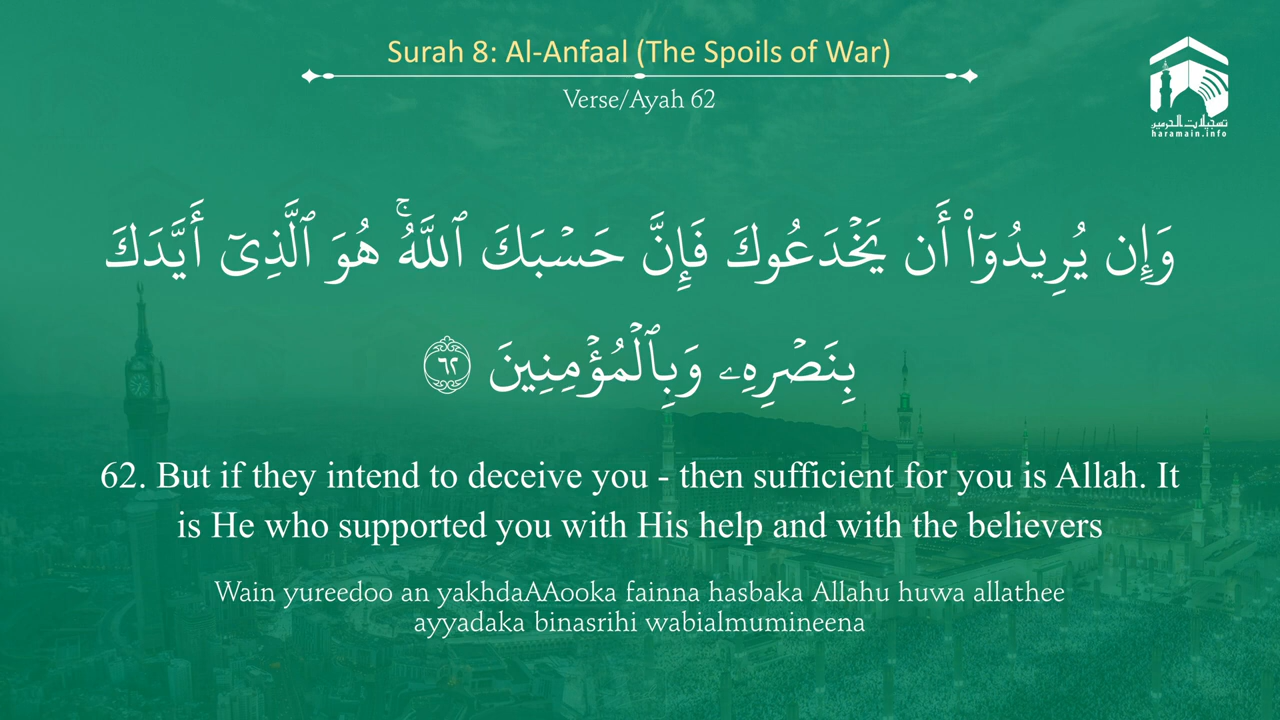 Surah 8: Al-Anfaal (The Spoils of War)
Verse/Ayah 62
تسجيلات الحرمين
haramain.info
وَإِن يُرِيدُوٓا۟ أَن يَخْدَعُوكَ فَإِنَّ حَسْبَكَ ٱللَّهُ ۚ هُوَ ٱلَّذِىٓ أَيَّدَكَ
بِنَصْرِهِۦ وَبِٱلْمُؤْمِنِينَ ٦٢
62. But if they intend to deceive you - then sufficient for you is Allah. It
is He who supported you with His help and with the believers
Wain yureedoo an yakhdaAAooka fainna hasbaka Allahu huwa allathee
ayyadaka binasrihi wabialmumineena